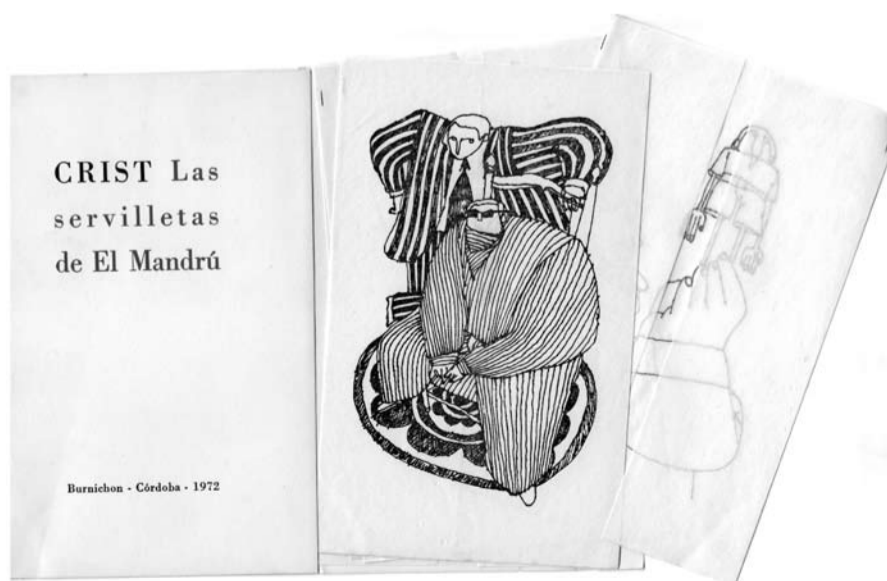 CRIST Las
servilletas
de El Mandrú
Burnichon - Córdoba - 1972